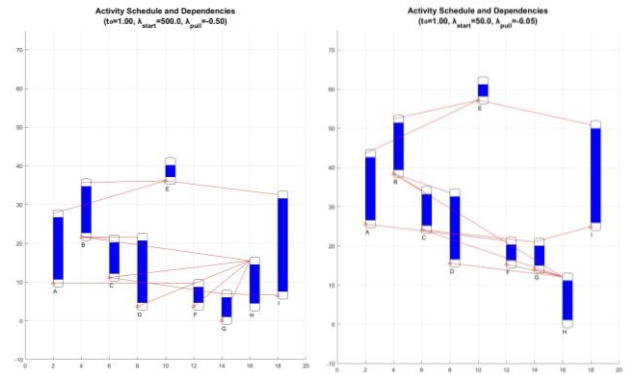 Activity Schedule and Dependencies
(t₀=1.00, λstart=500.0, λpull=-0.50)
70
60
50
40
30
20
10
0
-10
0 2 4 6 8 10 12 14 16 18 20
A
B
C
D
E
F
G
H
I
Activity Schedule and Dependencies
(t₀=1.00, λstart=50.0, λpull=-0.05)
70
60
50
40
30
20
10
0
-10
0 2 4 6 8 10 12 14 16 18 20
A
B
C
D
E
F
G
H
I